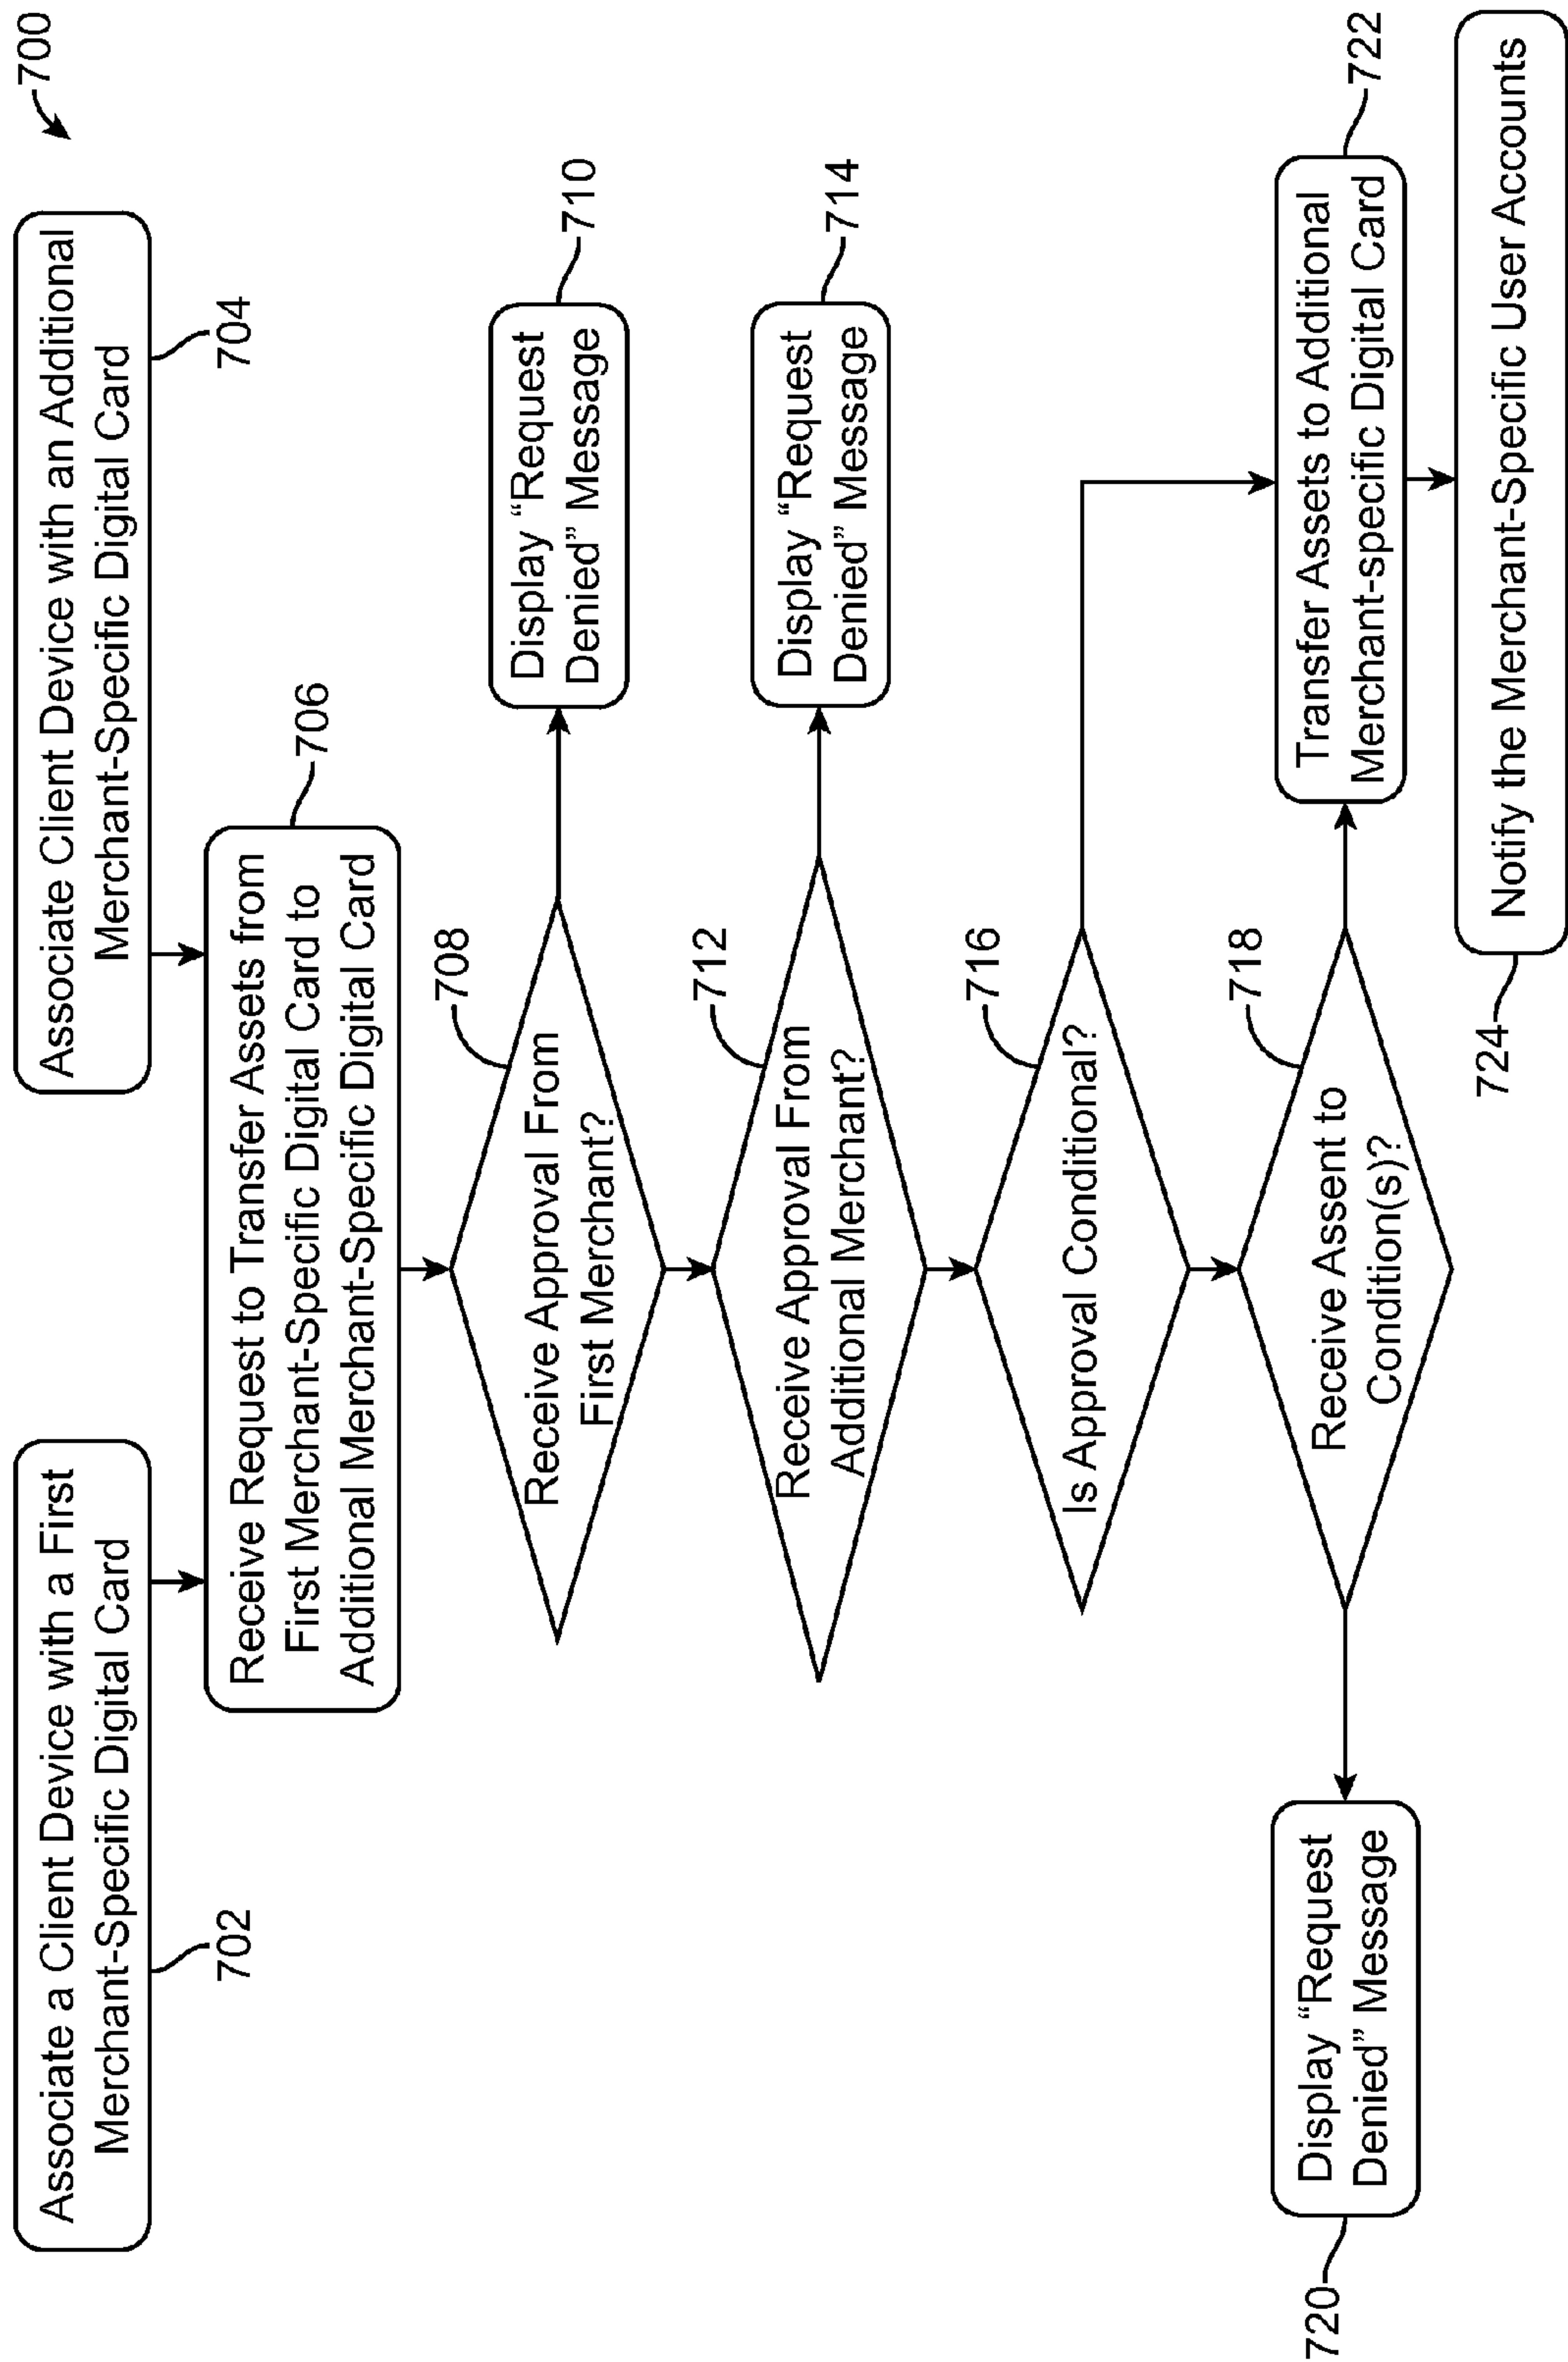 700
Associate a Client Device with a First
Merchant-Specific Digital Card
702
Associate Client Device with an Additional
Merchant-Specific Digital Card
704
Receive Request to Transfer Assets from
First Merchant-Specific Digital Card to
Additional Merchant-Specific Digital Card
706
708
Receive Approval From
First Merchant?
Display “Request
Denied” Message
710
712
Receive Approval From
Additional Merchant?
Display “Request
Denied” Message
714
716
Is Approval Conditional?
718
Receive Assent to
Condition(s)?
720
Display “Request
Denied” Message
Transfer Assets to Additional
Merchant-specific Digital Card
722
724
Notify the Merchant-Specific User Accounts